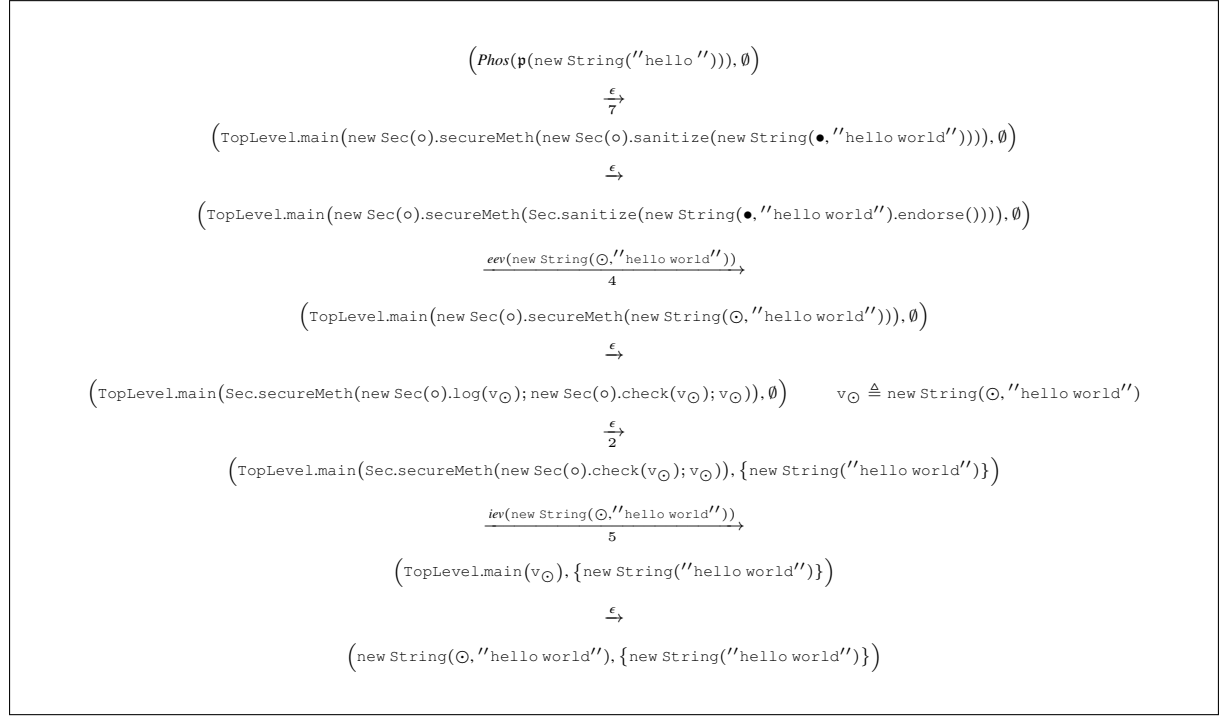 (Phos(𝔭(new String("hello "))), ∅)
ϵ
→
7
(TopLevel.main(new Sec(∘).secureMeth(new Sec(∘).sanitize(new String(●, "hello world")))), ∅)
ϵ
→
(TopLevel.main(new Sec(∘).secureMeth(Sec.sanitize(new String(●, "hello world").endorse()))), ∅)
eev(new String(⊙,"hello world"))
→
4
(TopLevel.main(new Sec(∘).secureMeth(new String(⊙, "hello world"))), ∅)
ϵ
→
(TopLevel.main(Sec.secureMeth(new Sec(∘).log(v⊙); new Sec(∘).check(v⊙); v⊙)), ∅) v⊙ ≜ new String(⊙, "hello world")
ϵ
→
2
(TopLevel.main(Sec.secureMeth(new Sec(∘).check(v⊙); v⊙)), {new String("hello world")})
iev(new String(⊙,"hello world"))
→
5
(TopLevel.main(v⊙), {new String("hello world")})
ϵ
→
(new String(⊙, "hello world"), {new String("hello world")})